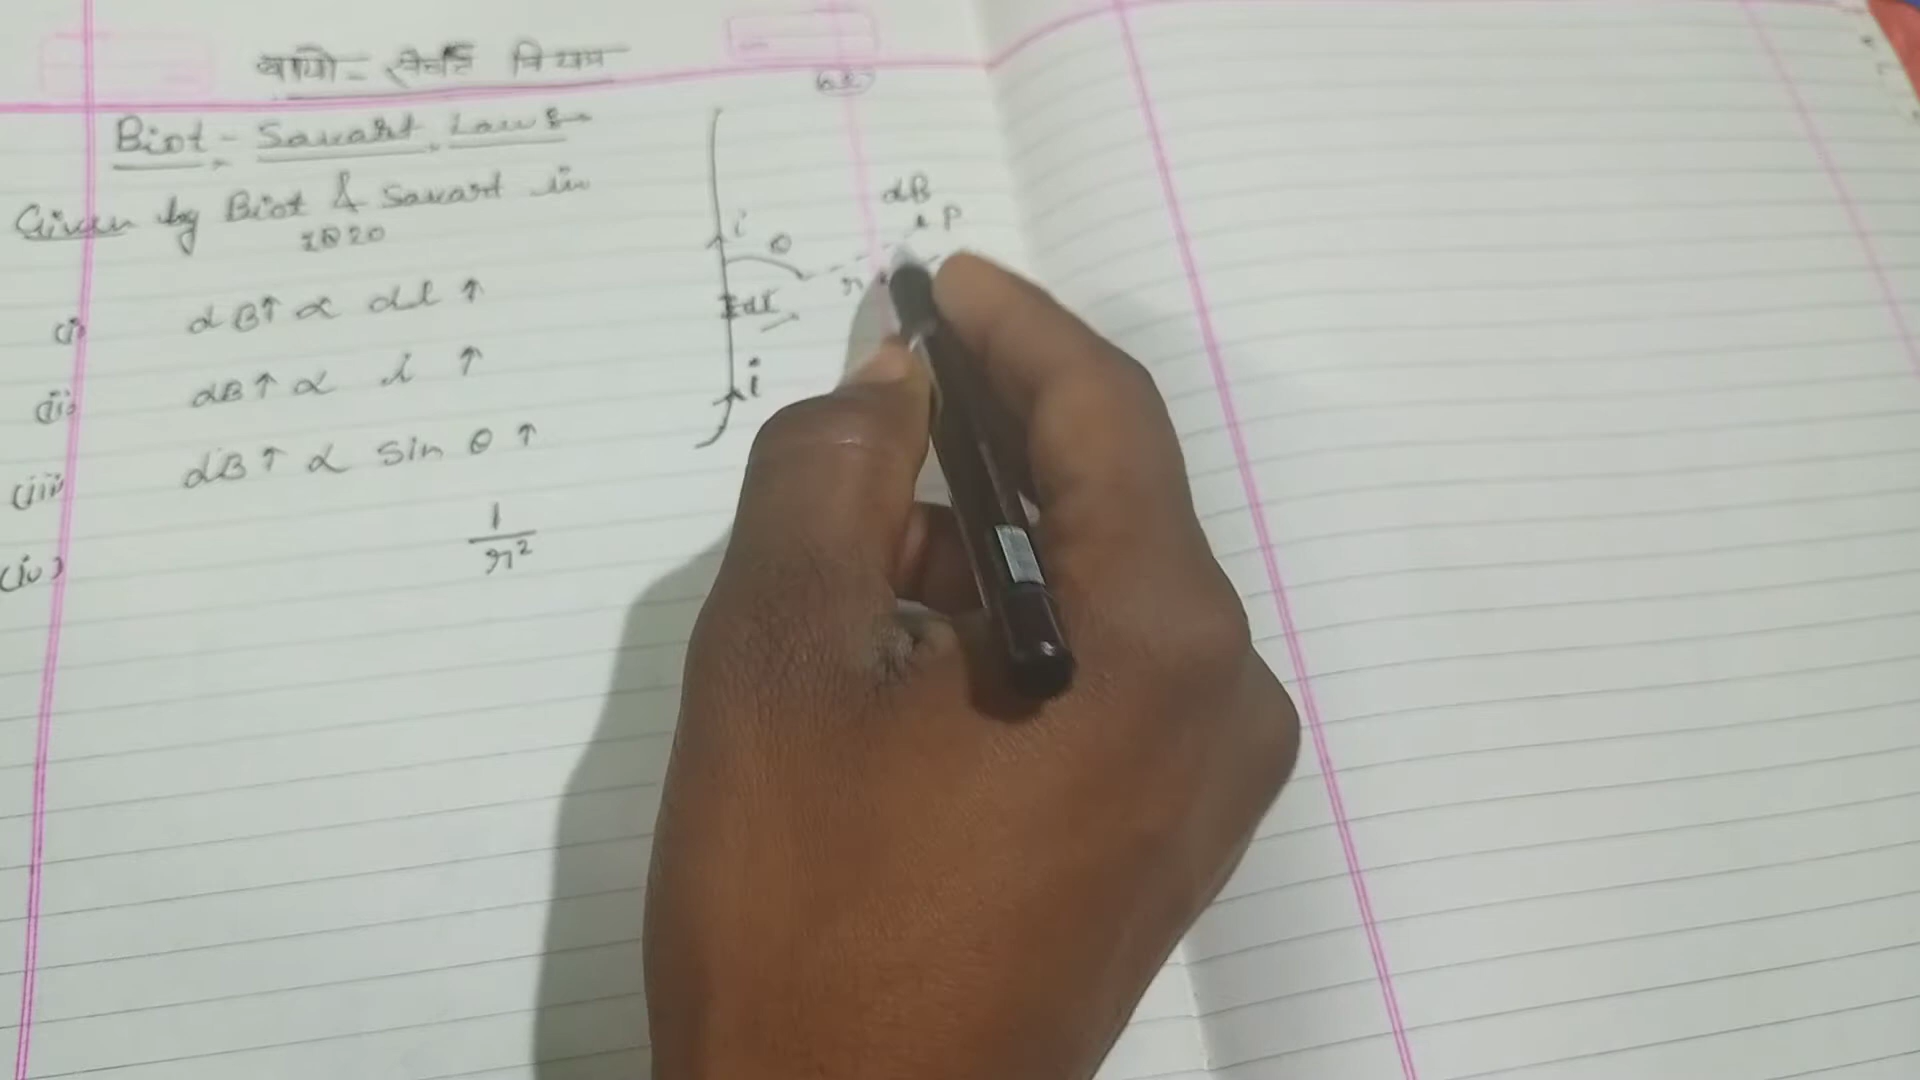 बायो-सेवर्ट नियम
Biot - Savart Law :-
Given by Biot & Savart in
1820
(i) dB↑ ∝ dl ↑
(ii) dB↑ ∝ i ↑
(iii) dB↑ ∝ sin θ ↑
(iv) 1/r²
dB
P
i
θ
r
dl
i